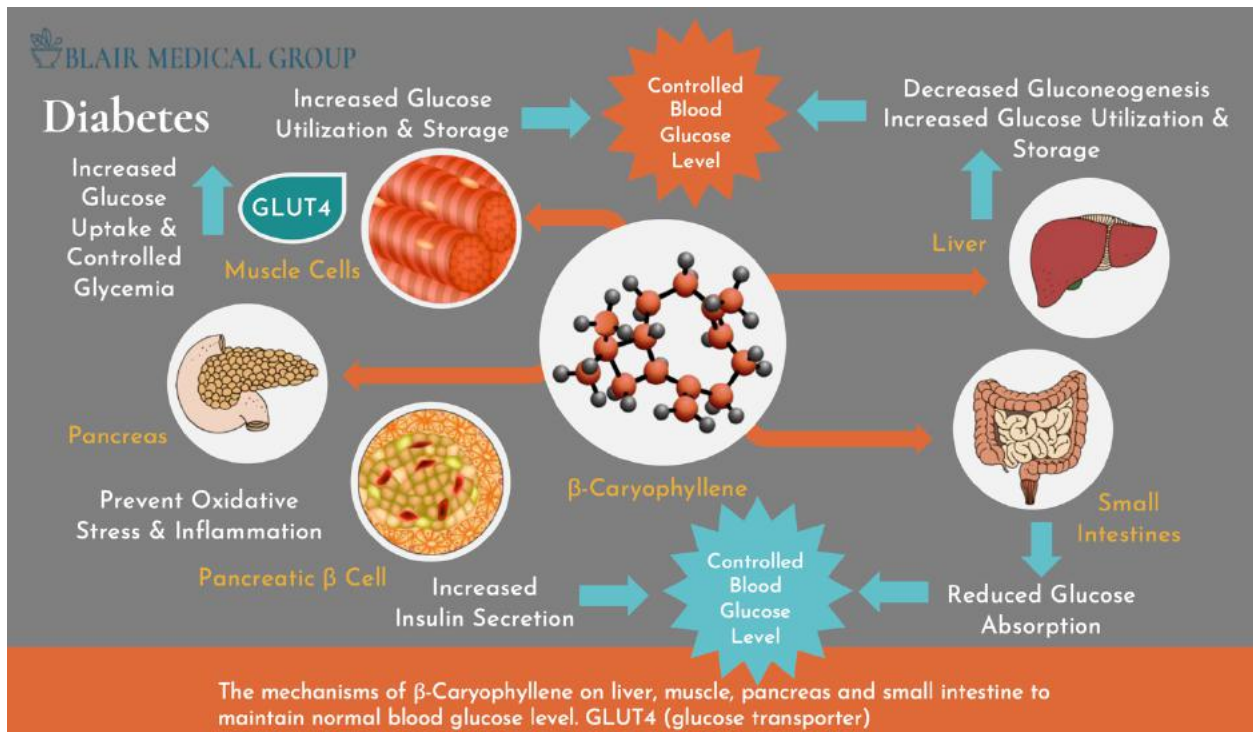 BLAIR MEDICAL GROUP
Diabetes
Increased Glucose
Utilization & Storage
Controlled
Blood
Glucose
Level
Decreased Gluconeogenesis
Increased Glucose Utilization &
Storage
Increased
Glucose
Uptake &
Controlled
Glycemia
GLUT4
Muscle Cells
Liver
Pancreas
β-Caryophyllene
Small
Intestines
Prevent Oxidative
Stress & Inflammation
Pancreatic β Cell
Increased
Insulin Secretion
Controlled
Blood
Glucose
Level
Reduced Glucose
Absorption
The mechanisms of β-Caryophyllene on liver, muscle, pancreas and small intestine to
maintain normal blood glucose level. GLUT4 (glucose transporter)